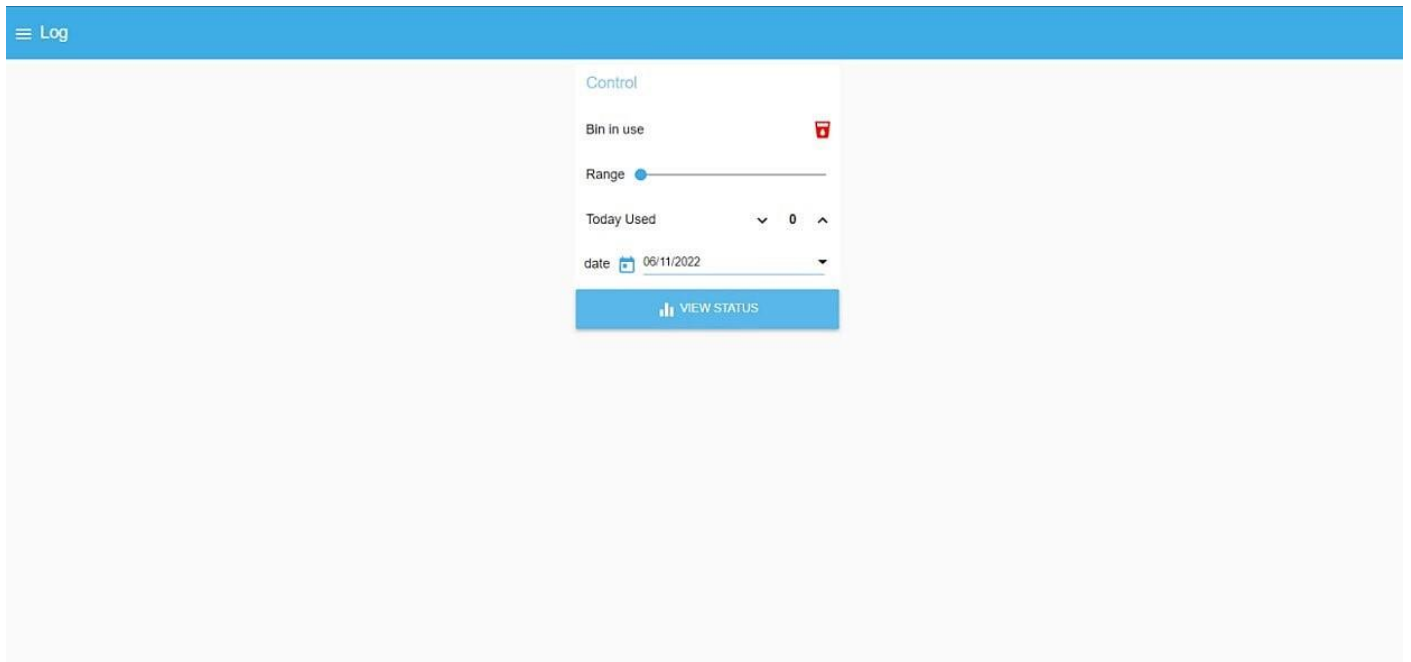 Log
Control
Bin in use
Range
Today Used 0
date 06/11/2022
VIEW STATUS